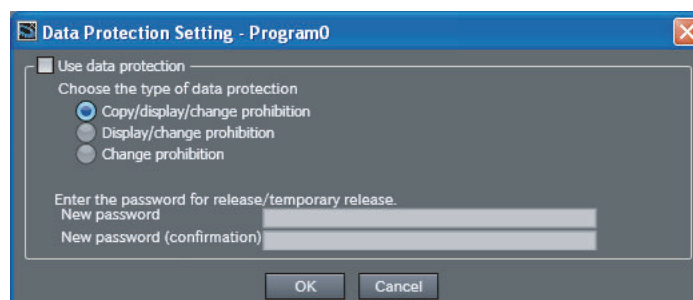 Data Protection Setting - Program0
Use data protection
Choose the type of data protection
Copy/display/change prohibition
Display/change prohibition
Change prohibition
Enter the password for release/temporary release.
New password
New password (confirmation)
OK Cancel